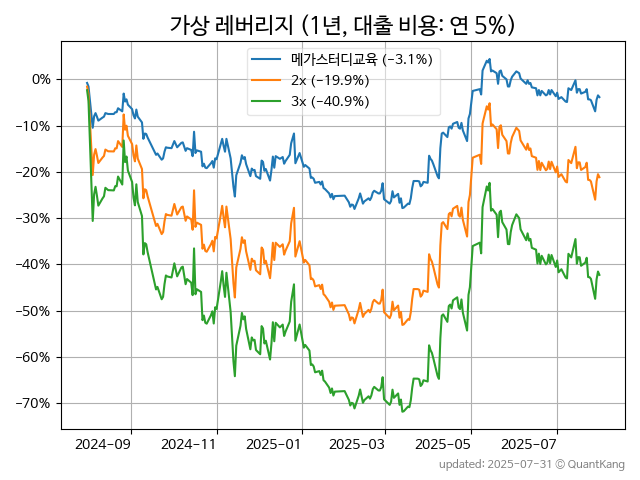 가상 레버리지 (1년, 대출 비용: 연 5%)
메가스터디교육 (−3.1%)
2x (−19.9%)
3x (−40.9%)
0%
−10%
−20%
−30%
−40%
−50%
−60%
−70%
2024-09 2024-11 2025-01 2025-03 2025-05 2025-07
updated: 2025-07-31 © QuantKang